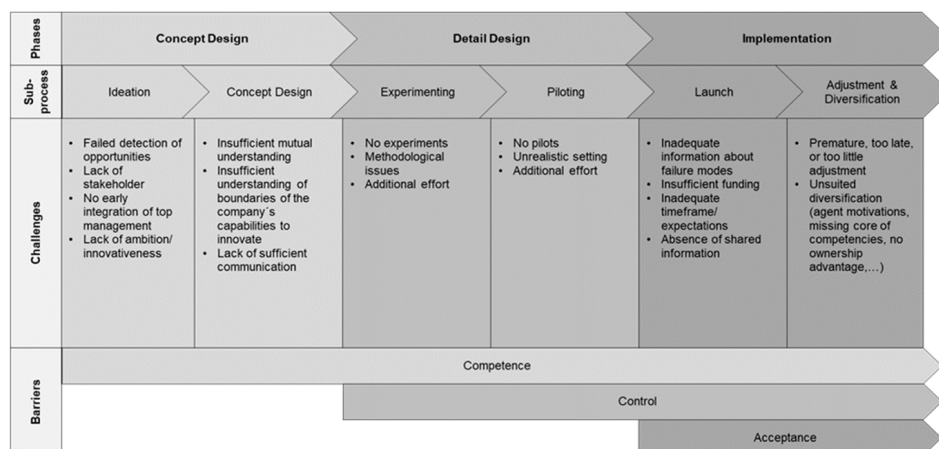 Phases
Concept Design
Detail Design
Implementation
Sub-
process
Ideation
Concept Design
Experimenting
Piloting
Launch
Adjustment &
Diversification
Challenges
• Failed detection of
opportunities
• Lack of
stakeholder
• No early
integration of top
management
• Lack of ambition/
innovativeness
• Insufficient mutual
understanding
• Insufficient
understanding of
boundaries of the
company´s
capabilities to
innovate
• Lack of sufficient
communication
• No experiments
• Methodological
issues
• Additional effort
• No pilots
• Unrealistic setting
• Additional effort
• Inadequate
information about
failure modes
• Insufficient funding
• Inadequate
timeframe/
expectations
• Absence of shared
information
• Premature, too late,
or too little
adjustment
• Unsuited
diversification
(agent motivations,
missing core of
competencies, no
ownership
advantage,…)
Barriers
Competence
Control
Acceptance